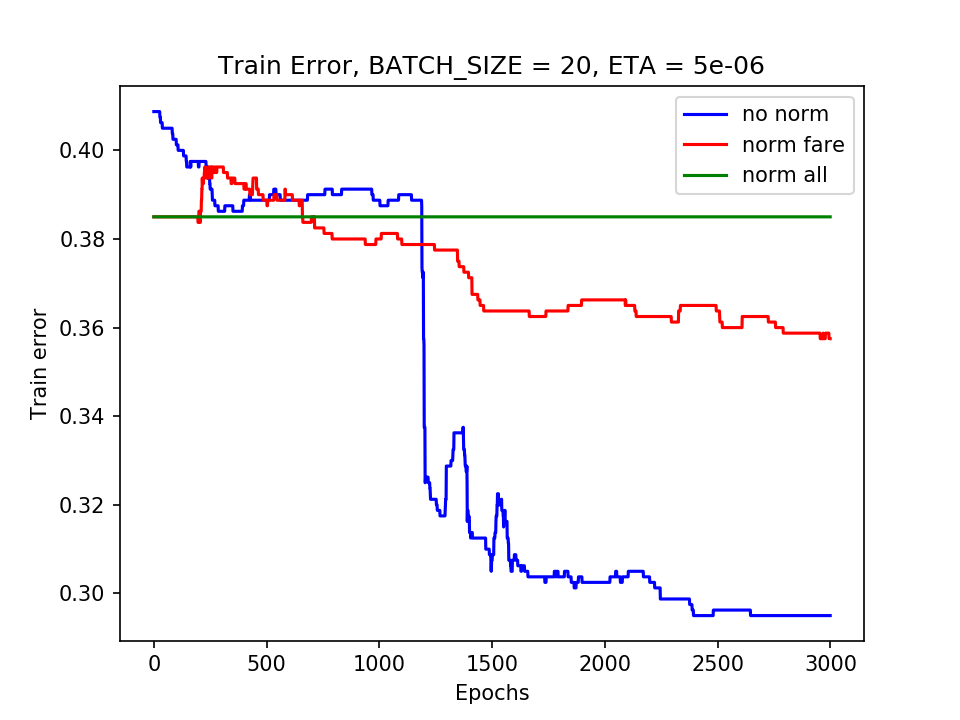 Train Error, BATCH_SIZE = 20, ETA = 5e-06
no norm
norm fare
norm all
0.40
0.38
0.36
0.34
0.32
0.30
Train error
0 500 1000 1500 2000 2500 3000
Epochs